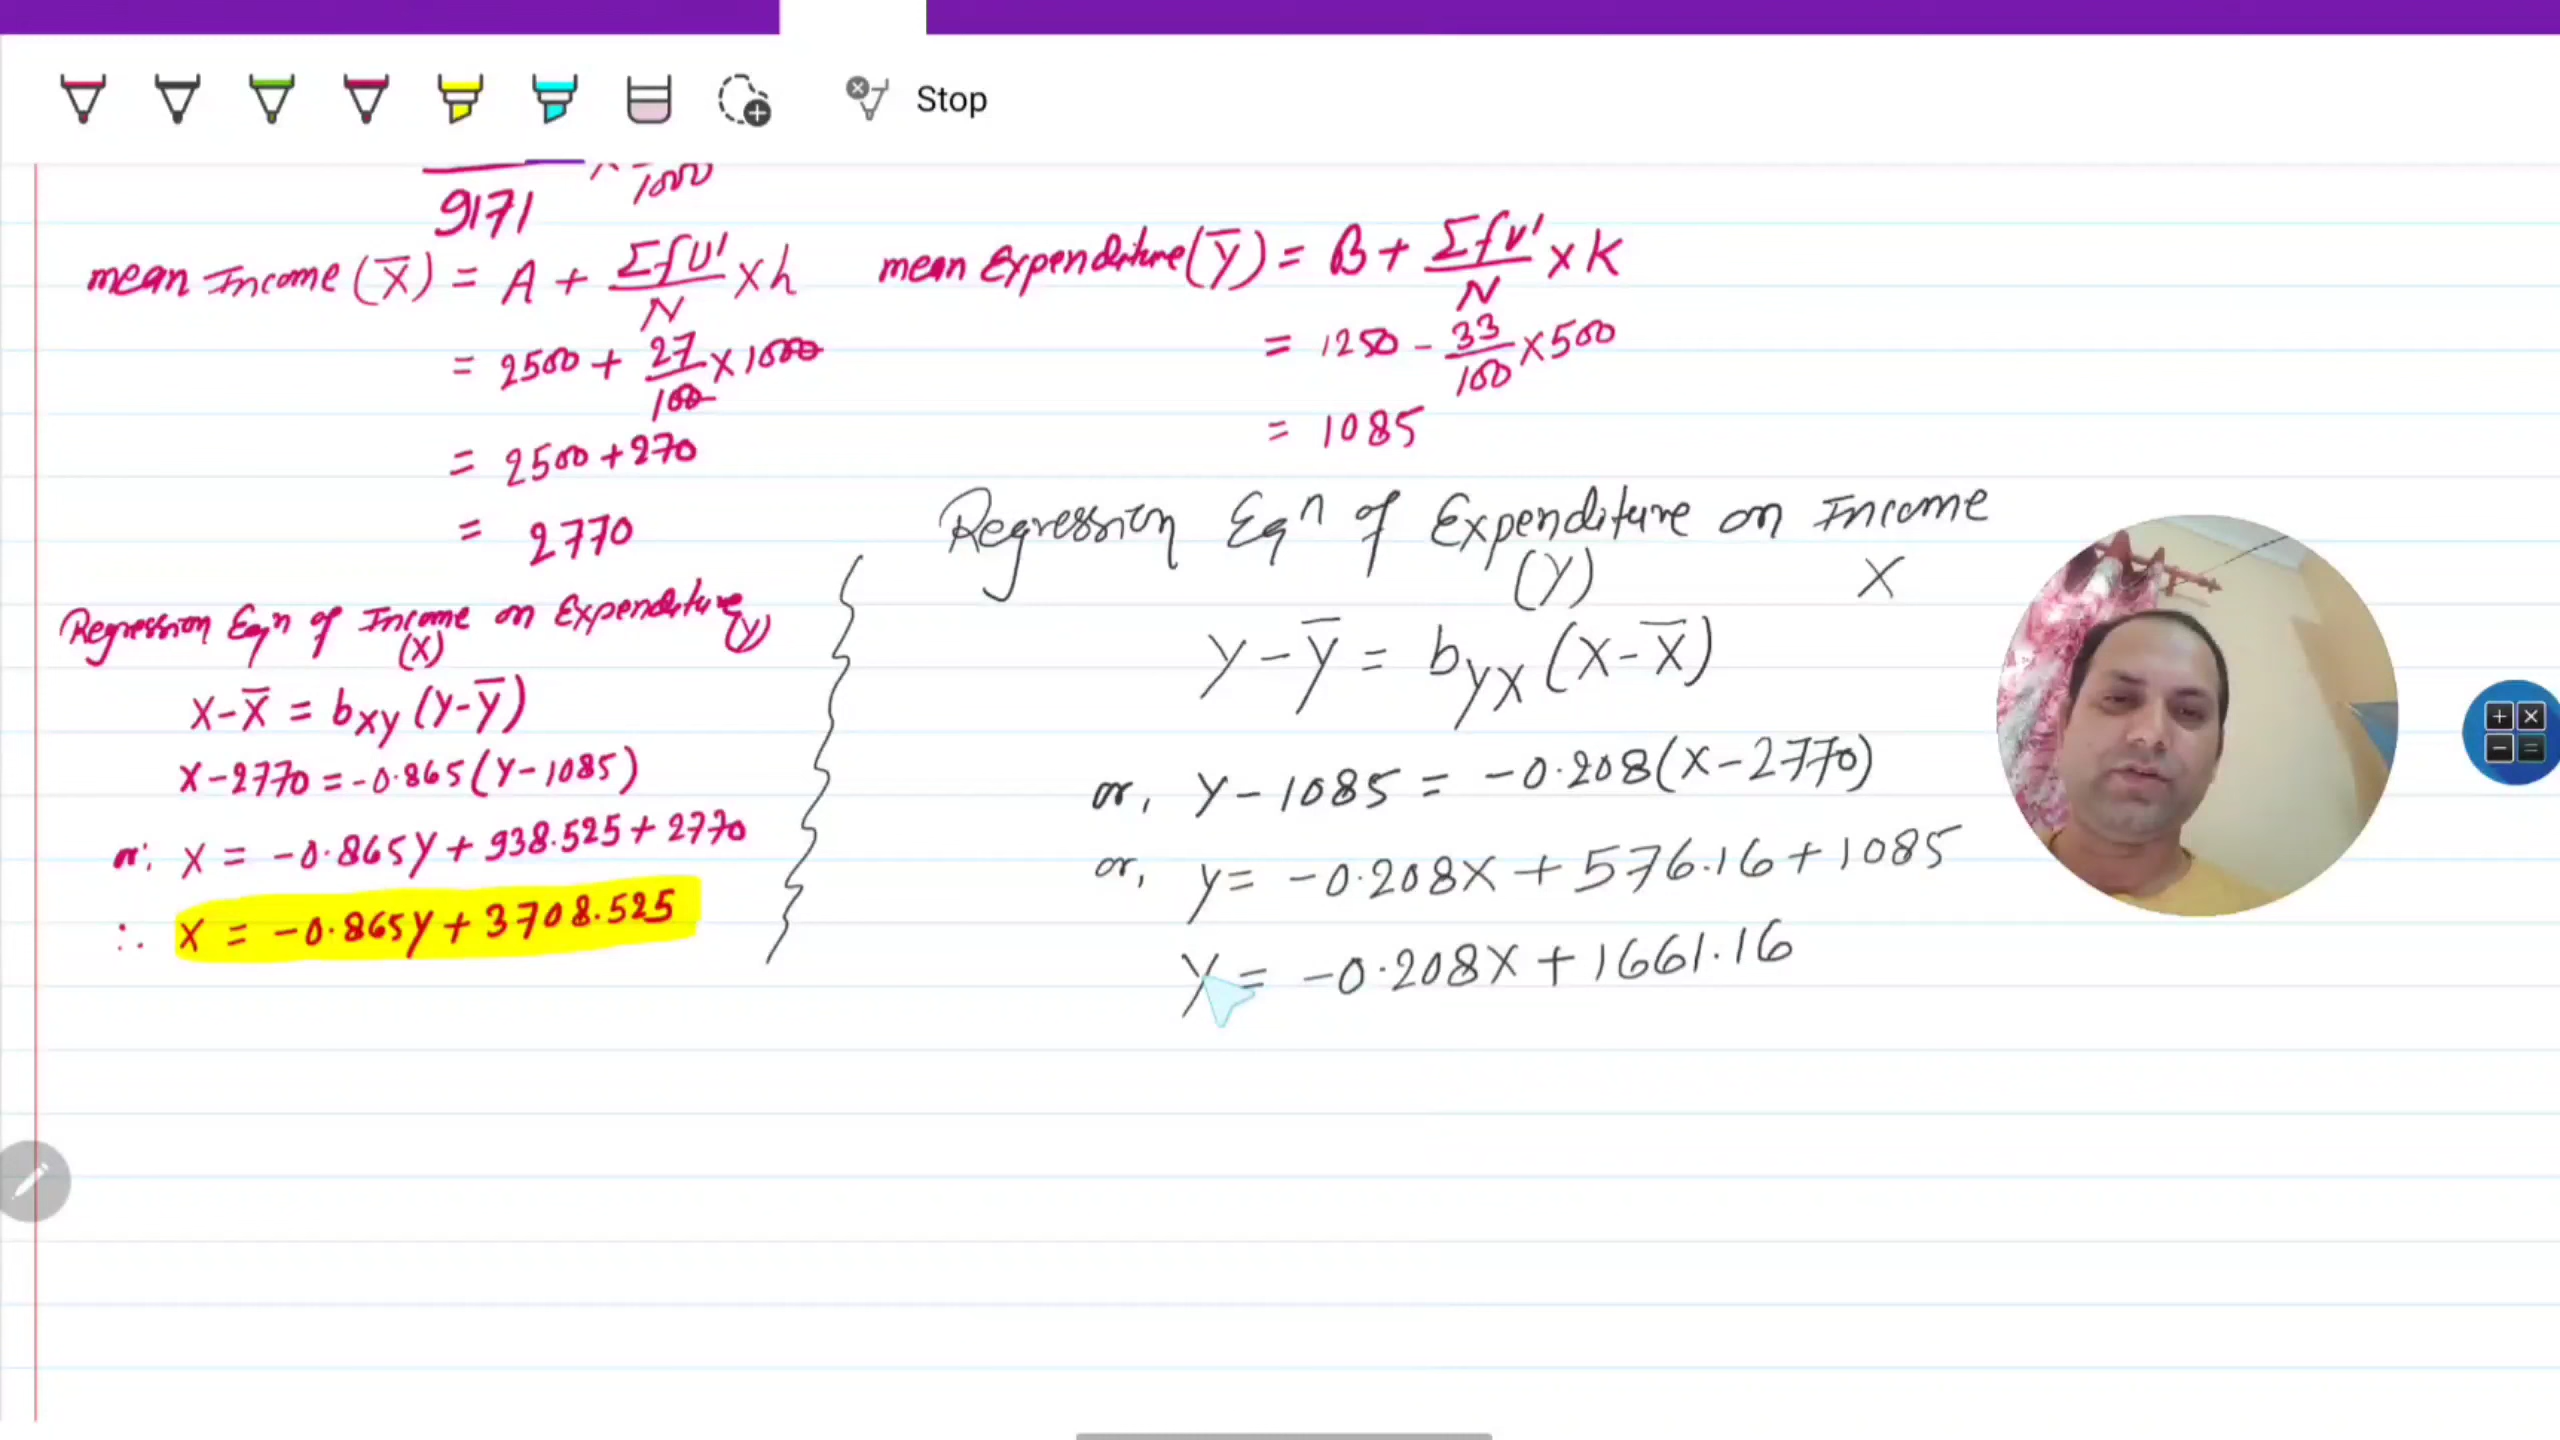 Stop
9171 × 1000
mean Income (X̅) = A + ΣfU'/N × h
= 2500 + 27/100 × 1000
= 2500 + 270
= 2770
mean Expenditure (Y̅) = B + ΣfV'/N × K
= 1250 - 33/100 × 500
= 1085
Regression Eqn of Income on Expenditure
(X) (Y)
X - X̅ = bxy (Y - Y̅)
X - 2770 = -0.865 (Y - 1085)
or, X = -0.865Y + 938.525 + 2770
∴ X = -0.865Y + 3708.525
Regression Eqn of Expenditure on Income
(Y) X
Y - Y̅ = bYX (X - X̅)
or, Y - 1085 = -0.208 (X - 2770)
or, Y = -0.208X + 576.16 + 1085
Y = -0.208X + 1661.16